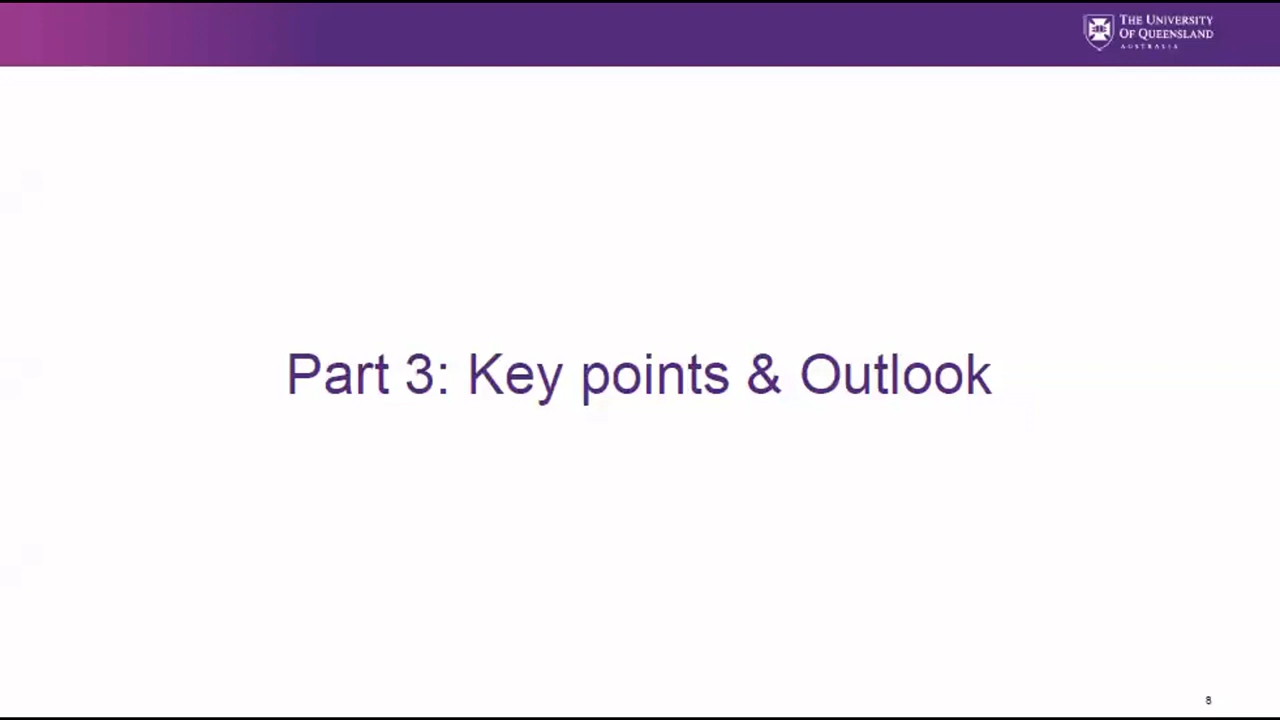 THE UNIVERSITY
OF QUEENSLAND
AUSTRALIA
Part 3: Key points & Outlook
8